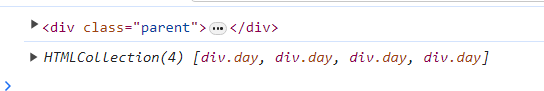 <div class="parent">…</div>
HTMLCollection(4) [div.day, div.day, div.day, div.day]